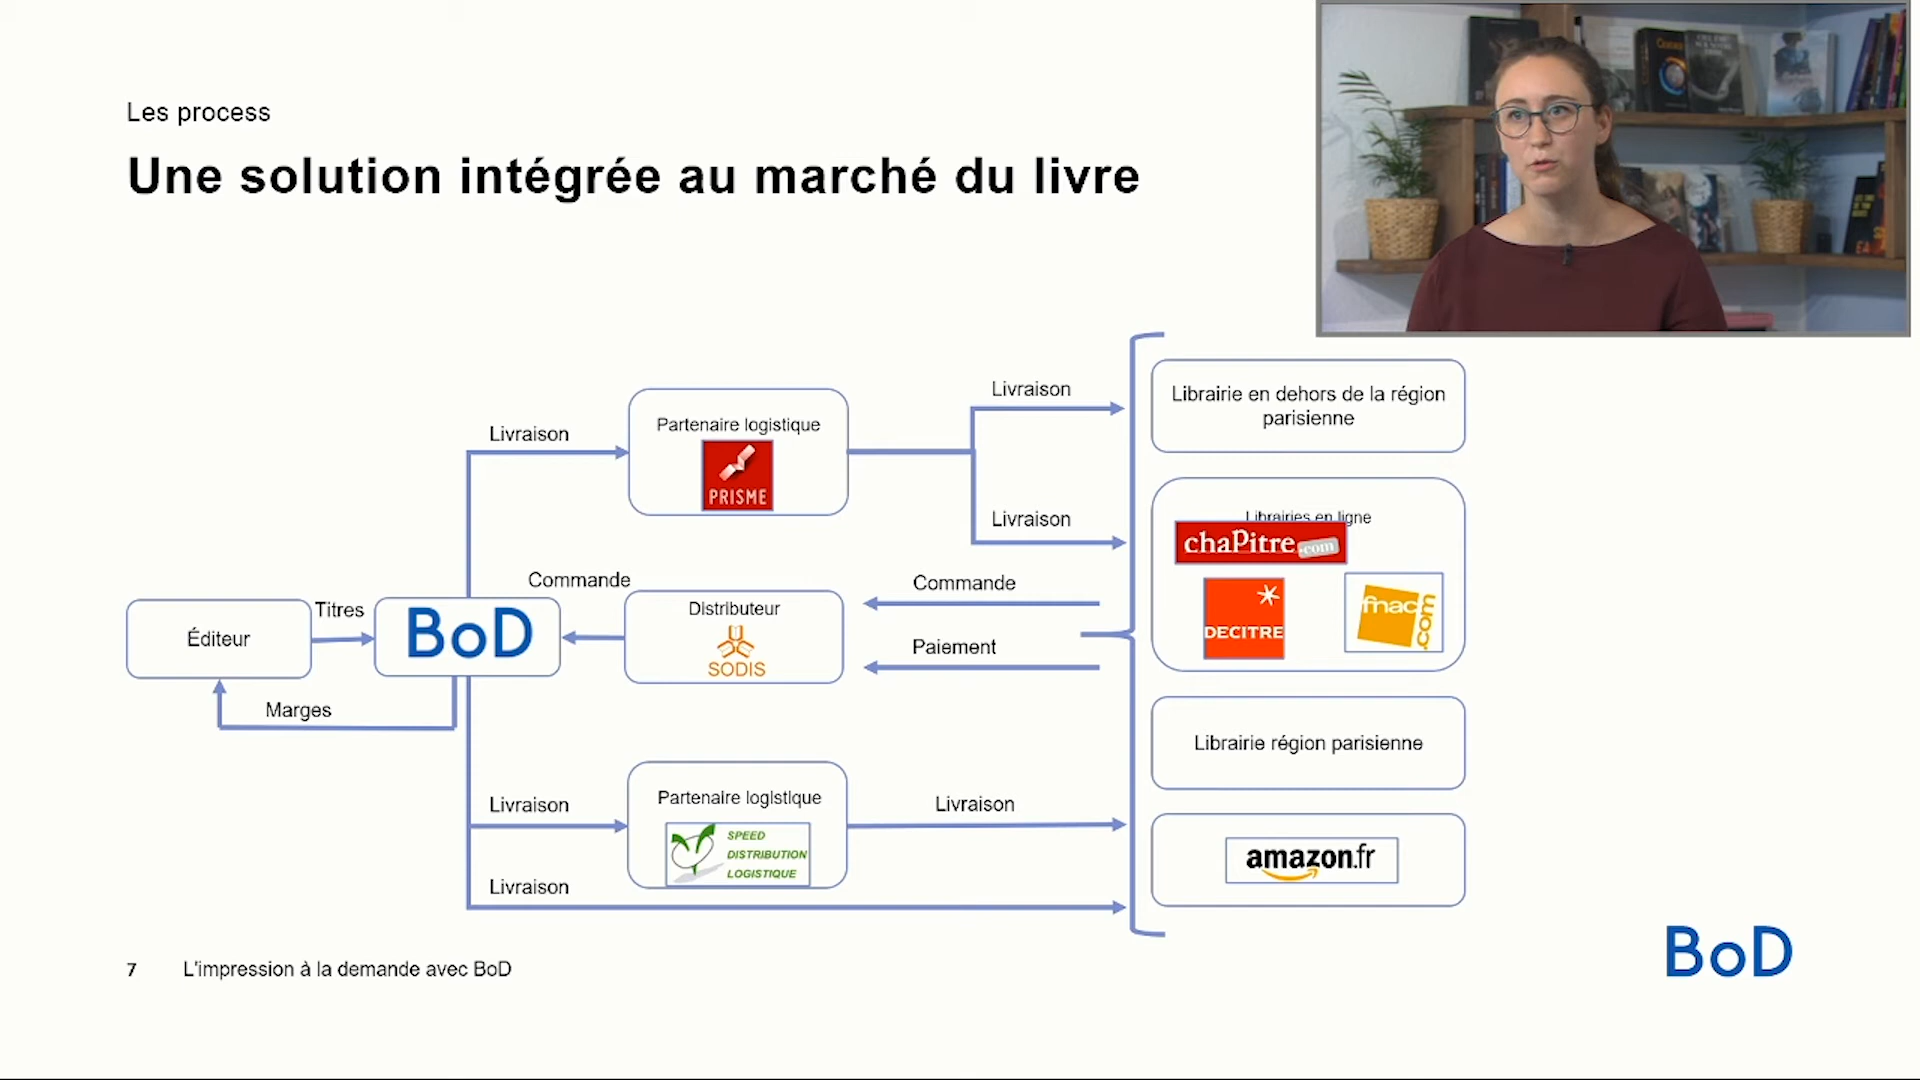 Les process
Une solution intégrée au marché du livre
Livraison
Partenaire logistique
PRISME
Livraison
Livraison
Librairie en dehors de la région
parisienne
Librairies en ligne
chaPitre.com
DECITRE
fnac.com
Commande
Commande
Éditeur
Titres
BoD
Distributeur
SODIS
Paiement
Marges
Librairie région parisienne
Livraison
Partenaire logistique
SPEED
DISTRIBUTION
LOGISTIQUE
Livraison
Livraison
amazon.fr
7 L'impression à la demande avec BoD
BoD